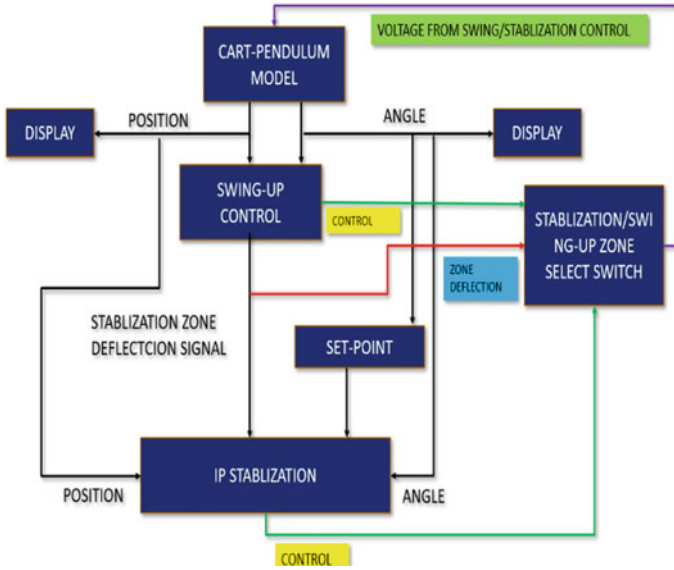 VOLTAGE FROM SWING/STABLIZATION CONTROL
CART-PENDULUM
MODEL
POSITION
ANGLE
DISPLAY
DISPLAY
SWING-UP
CONTROL
CONTROL
STABLIZATION/SWI
NG-UP ZONE
SELECT SWITCH
ZONE
DEFLECTION
STABLIZATION ZONE
DEFLECTCION SIGNAL
SET-POINT
IP STABLIZATION
POSITION
ANGLE
CONTROL